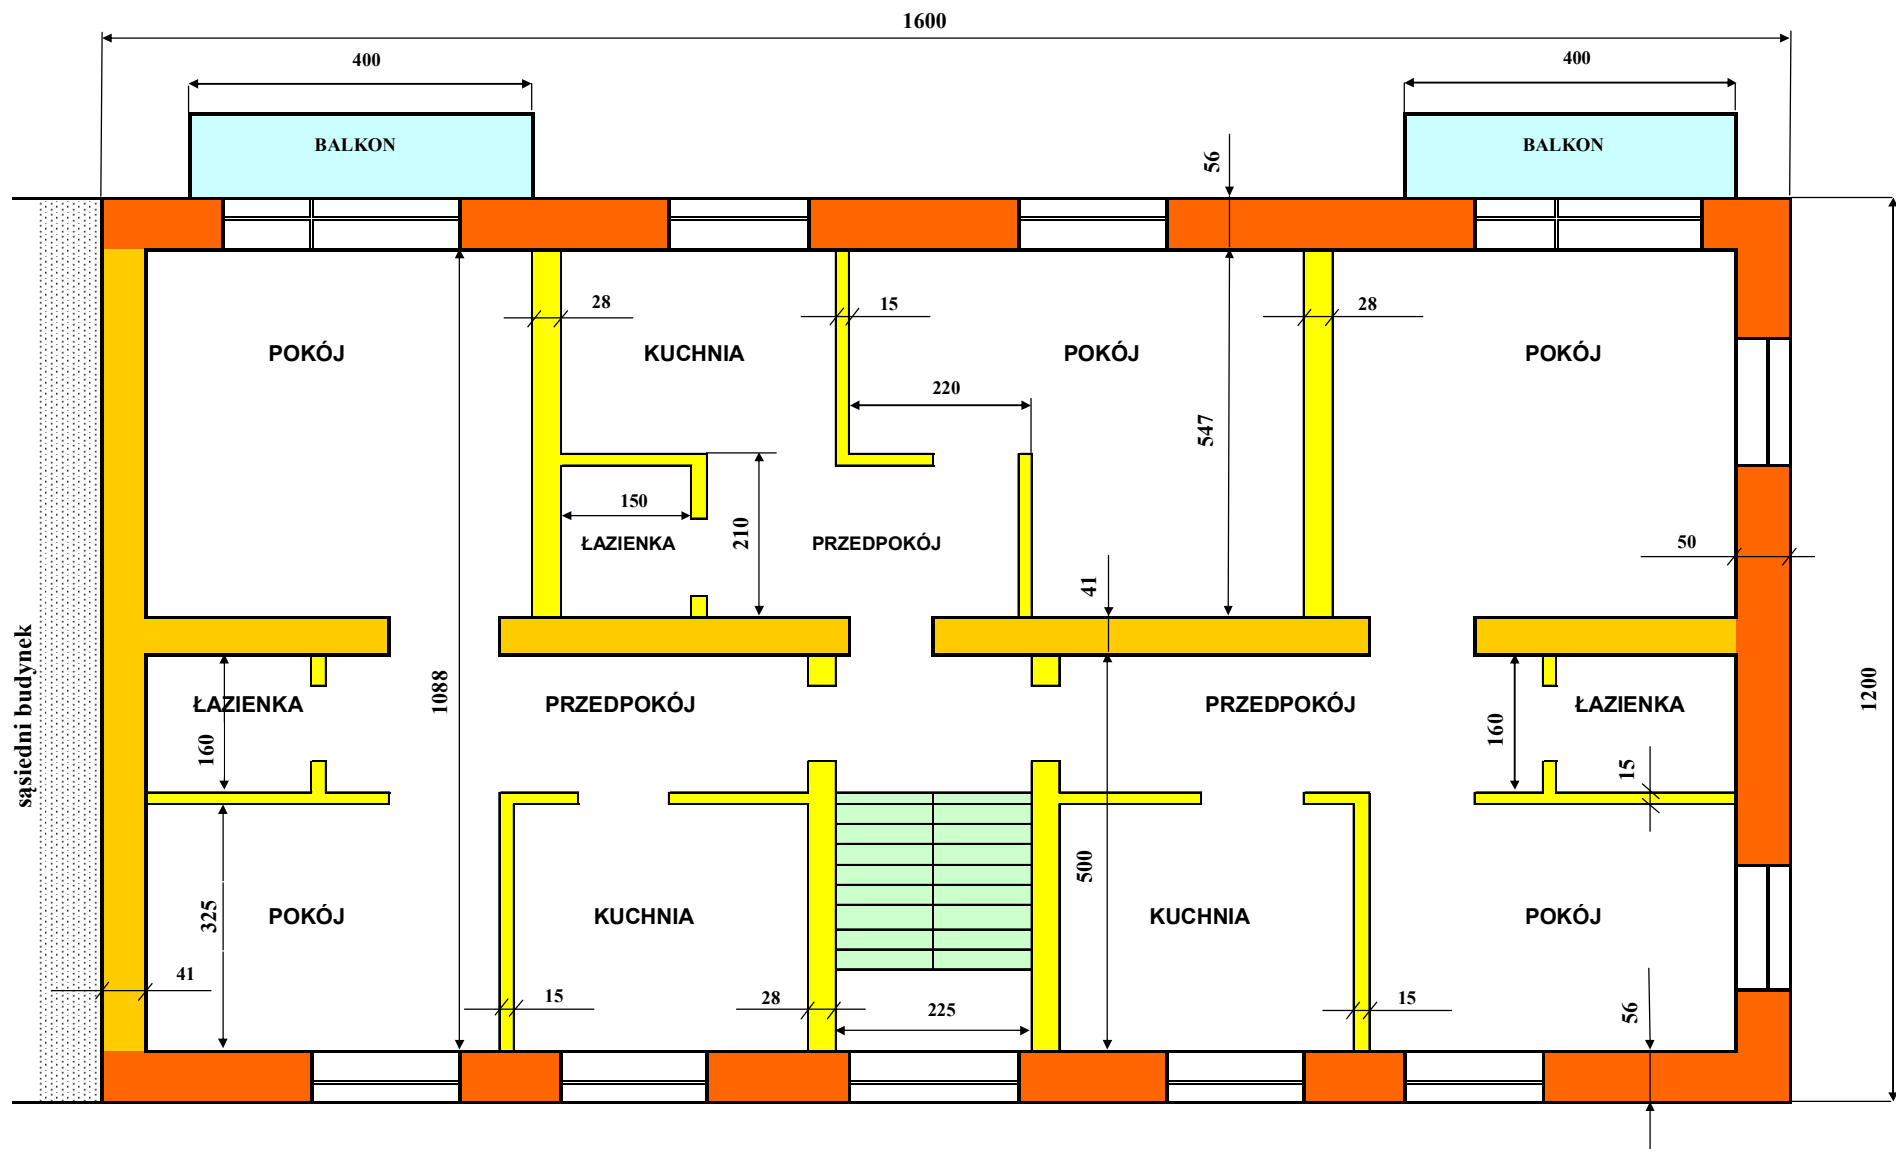 1600
400
400
BALKON
BALKON
56
28
15
28
POKÓJ
KUCHNIA
POKÓJ
POKÓJ
220
547
150
210
ŁAZIENKA
PRZEDPOKÓJ
50
41
sąsiedni budynek
ŁAZIENKA
1088
PRZEDPOKÓJ
PRZEDPOKÓJ
ŁAZIENKA
1200
160
160
15
325
500
POKÓJ
KUCHNIA
KUCHNIA
POKÓJ
41
15
28
225
15
56